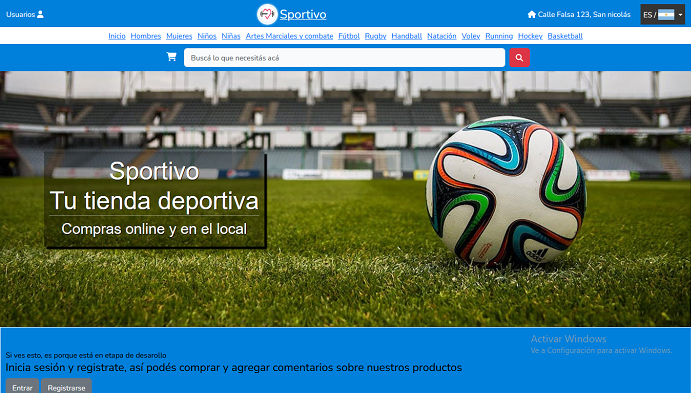 Usuarios
Sportivo
Calle Falsa 123, San nicolás
ES /
Inicio Hombres Mujeres Niños Niñas Artes Marciales y combate Fútbol Rugby Handball Natación Voley Running Hockey Basketball
Buscá lo que necesitás acá
Sportivo
Tu tienda deportiva
Compras online y en el local
adidas
Activar Windows
Ve a Configuración para activar Windows.
Si ves esto, es porque está en etapa de desarollo
Inicia sesión y registrate, así podés comprar y agregar comentarios sobre nuestros productos
Entrar Registrarse